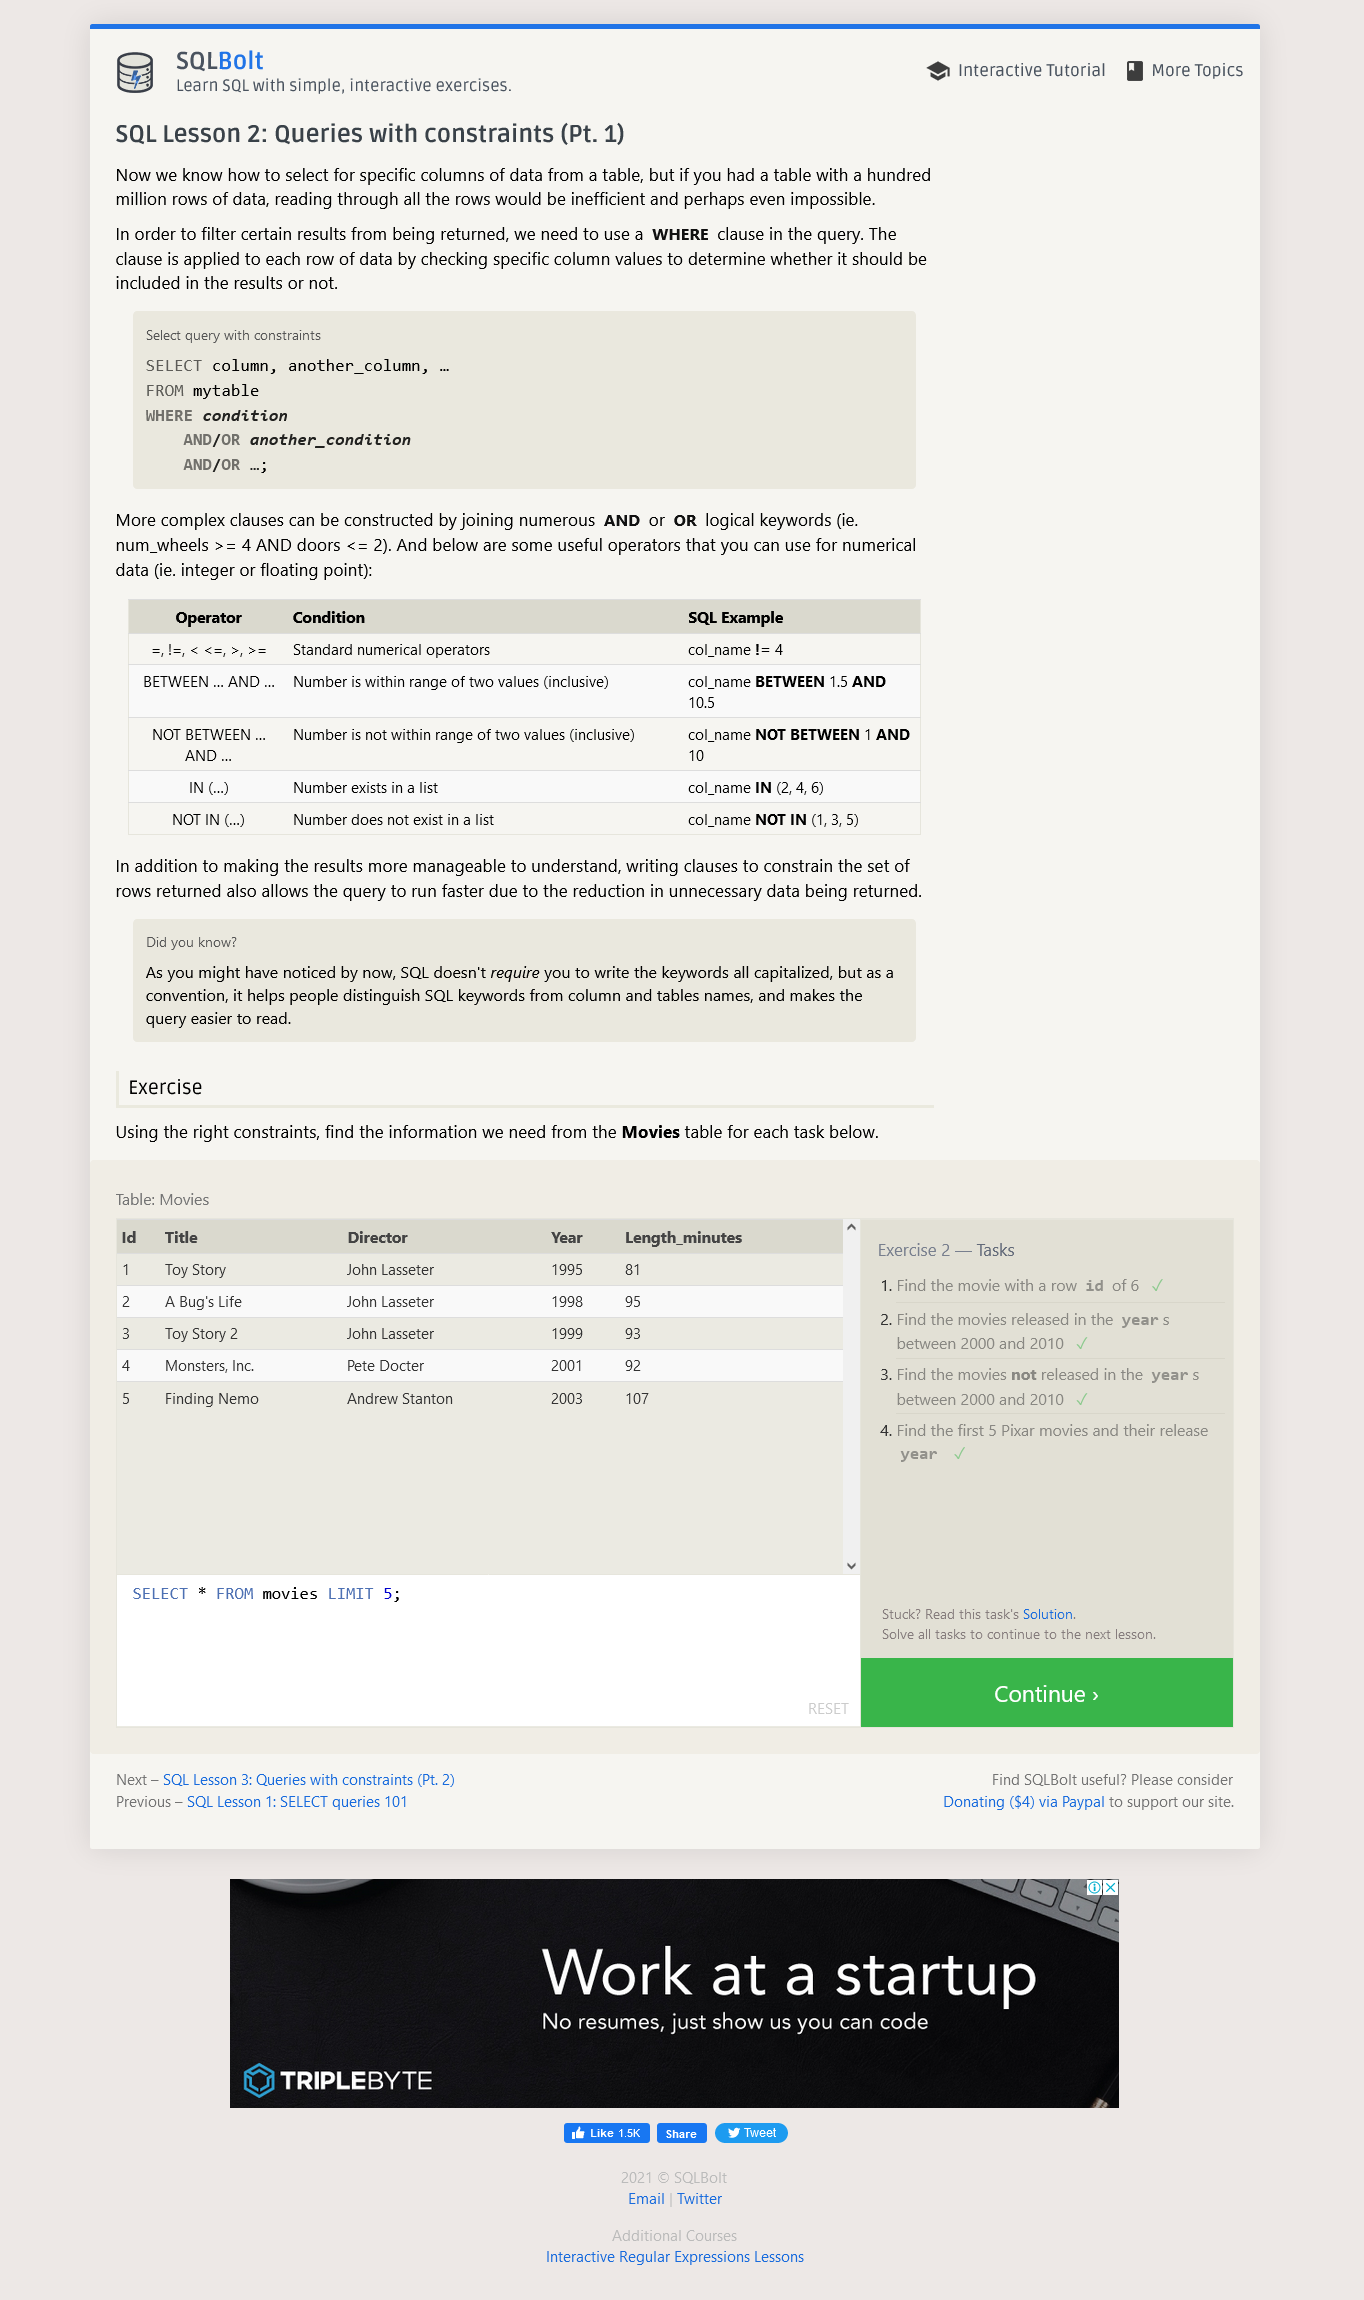 SQLBolt
Learn SQL with simple, interactive exercises.
Interactive Tutorial
More Topics
SQL Lesson 2: Queries with constraints (Pt. 1)
Now we know how to select for specific columns of data from a table, but if you had a table with a hundred
million rows of data, reading through all the rows would be inefficient and perhaps even impossible.
In order to filter certain results from being returned, we need to use a WHERE clause in the query. The
clause is applied to each row of data by checking specific column values to determine whether it should be
included in the results or not.
Select query with constraints
SELECT column, another_column, …
FROM mytable
WHERE condition
AND/OR another_condition
AND/OR …;
More complex clauses can be constructed by joining numerous AND or OR logical keywords (ie.
num_wheels >= 4 AND doors <= 2). And below are some useful operators that you can use for numerical
data (ie. integer or floating point):
Operator Condition SQL Example
=, !=, < <=, >, >= Standard numerical operators col_name != 4
BETWEEN … AND … Number is within range of two values (inclusive) col_name BETWEEN 1.5 AND
10.5
NOT BETWEEN … Number is not within range of two values (inclusive) col_name NOT BETWEEN 1 AND
AND … 10
IN (…) Number exists in a list col_name IN (2, 4, 6)
NOT IN (…) Number does not exist in a list col_name NOT IN (1, 3, 5)
In addition to making the results more manageable to understand, writing clauses to constrain the set of
rows returned also allows the query to run faster due to the reduction in unnecessary data being returned.
Did you know?
As you might have noticed by now, SQL doesn't require you to write the keywords all capitalized, but as a
convention, it helps people distinguish SQL keywords from column and tables names, and makes the
query easier to read.
Exercise
Using the right constraints, find the information we need from the Movies table for each task below.
Table: Movies
Id Title Director Year Length_minutes
1 Toy Story John Lasseter 1995 81
2 A Bug's Life John Lasseter 1998 95
3 Toy Story 2 John Lasseter 1999 93
4 Monsters, Inc. Pete Docter 2001 92
5 Finding Nemo Andrew Stanton 2003 107
SELECT * FROM movies LIMIT 5;
RESET
Exercise 2 — Tasks
1. Find the movie with a row id of 6 ✓
2. Find the movies released in the year s
between 2000 and 2010 ✓
3. Find the movies not released in the year s
between 2000 and 2010 ✓
4. Find the first 5 Pixar movies and their release
year ✓
Stuck? Read this task's Solution.
Solve all tasks to continue to the next lesson.
Continue ›
Next – SQL Lesson 3: Queries with constraints (Pt. 2)
Previous – SQL Lesson 1: SELECT queries 101
Find SQLBolt useful? Please consider
Donating ($4) via Paypal to support our site.
Work at a startup
No resumes, just show us you can code
TRIPLEBYTE
Like 1.5K
Share
Tweet
2021 © SQLBolt
Email | Twitter
Additional Courses
Interactive Regular Expressions Lessons